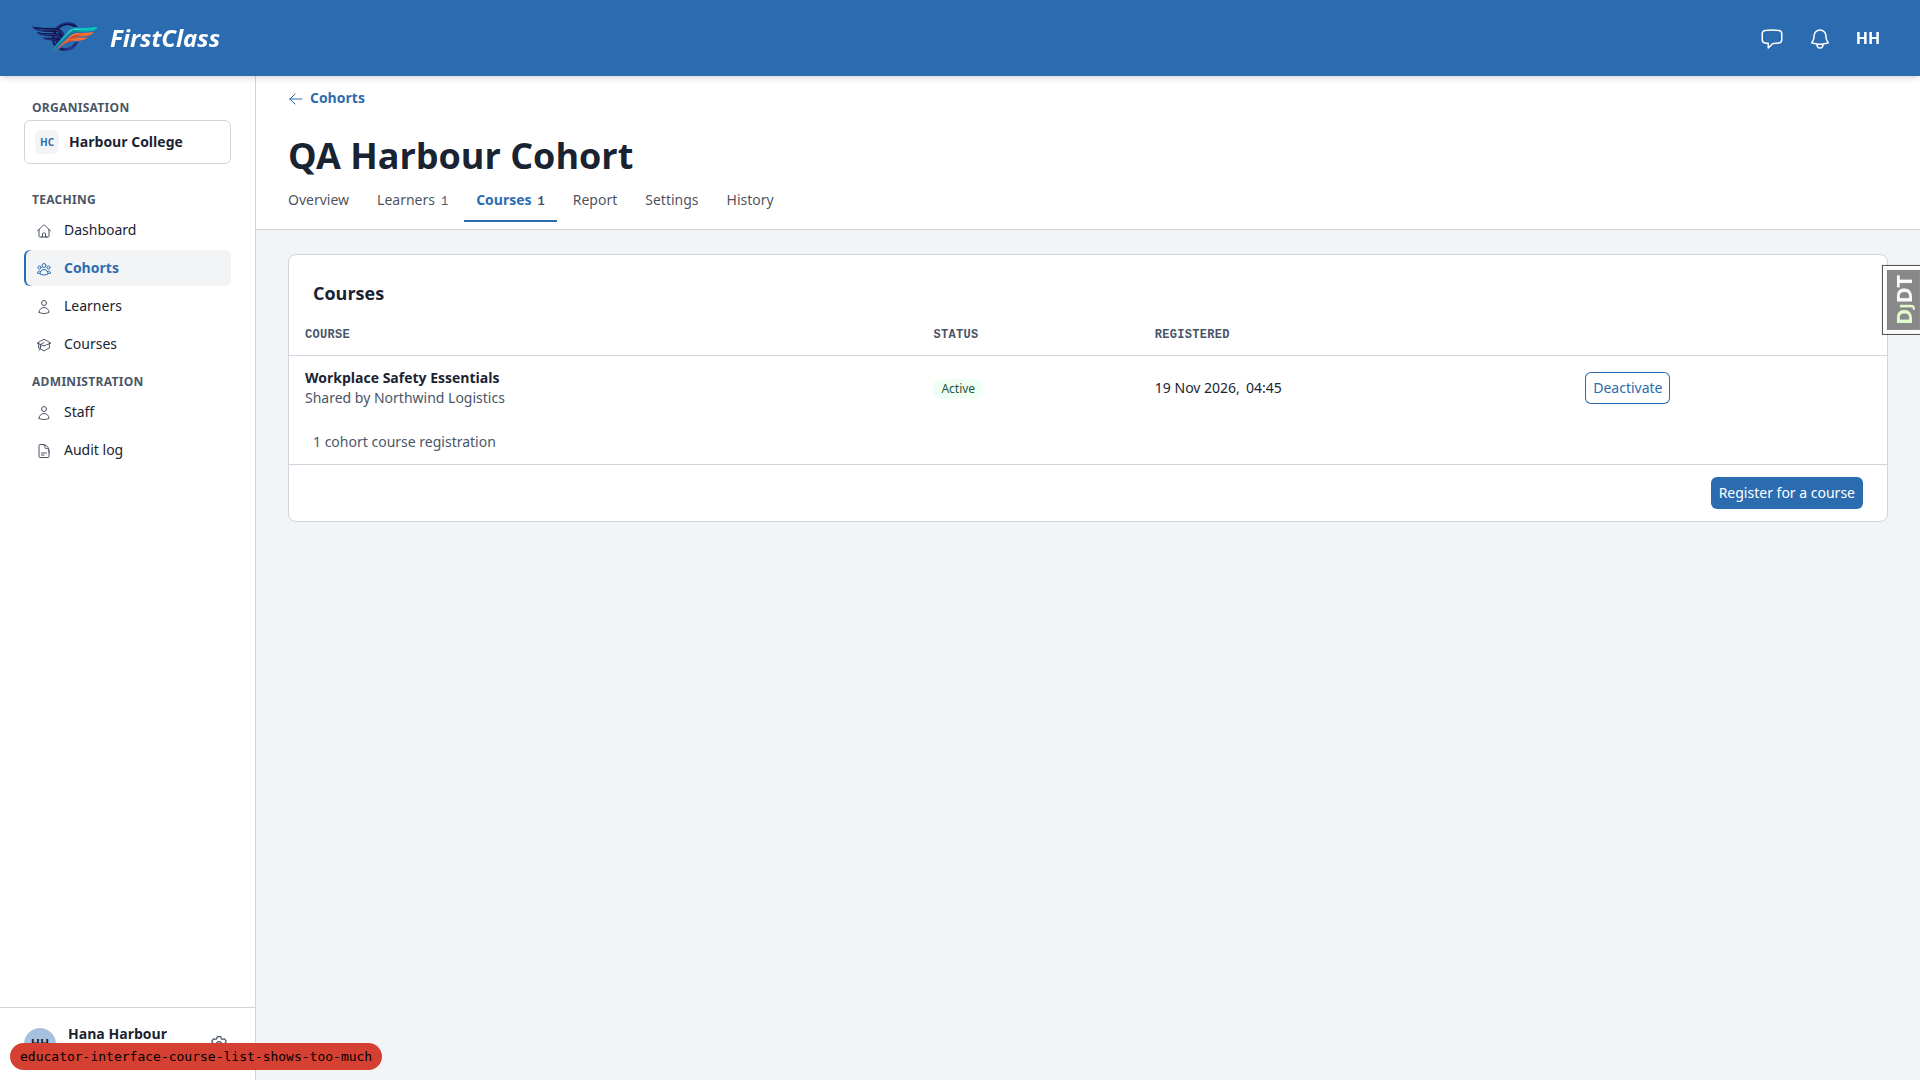 FirstClass
HH
ORGANISATION
HC Harbour College
TEACHING
Dashboard
Cohorts
Learners
Courses
ADMINISTRATION
Staff
Audit log
Cohorts
QA Harbour Cohort
Overview Learners 1 Courses 1 Report Settings History
Courses
COURSE STATUS REGISTERED
Workplace Safety Essentials
Shared by Northwind Logistics
Active 19 Nov 2026, 04:45 Deactivate
1 cohort course registration
Register for a course
DjDT
HH Hana Harbour
educator-interface-course-list-shows-too-much